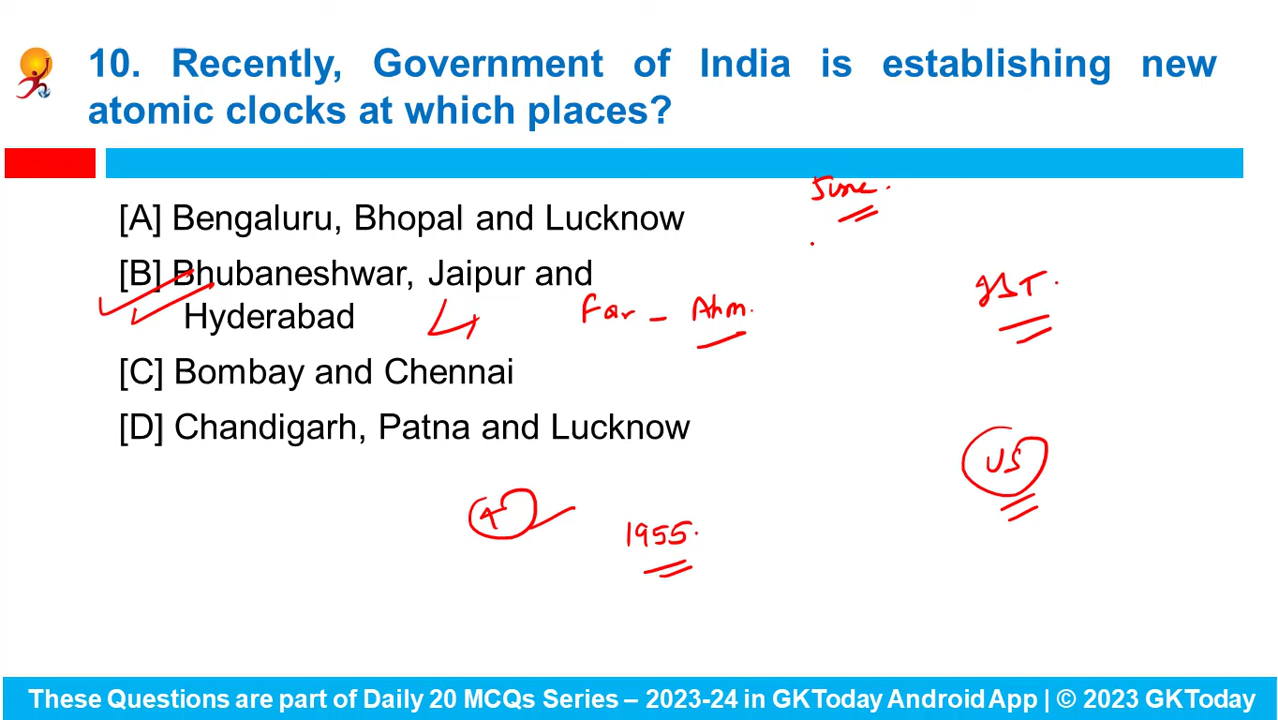 10. Recently, Government of India is establishing new
atomic clocks at which places?
June.
[A] Bengaluru, Bhopal and Lucknow
[B] Bhubaneshwar, Jaipur and
Hyderabad
Far - Ahm.
IST.
[C] Bombay and Chennai
[D] Chandigarh, Patna and Lucknow
US
1955.
These Questions are part of Daily 20 MCQs Series – 2023-24 in GKToday Android App | © 2023 GKToday